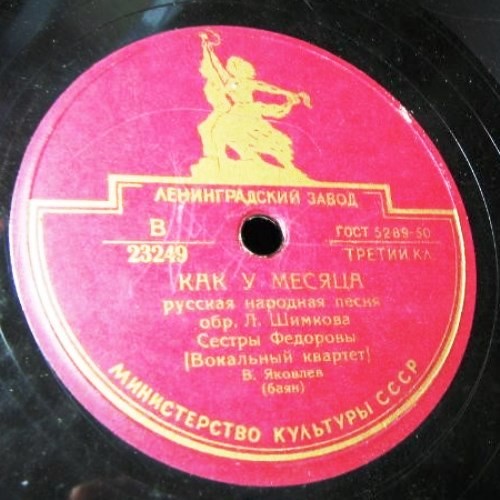 ЛЕНИНГРАДСКИЙ ЗАВОД
В
23249
ГОСТ 5289-50
ТРЕТИЙ КЛ
КАК У МЕСЯЦА
русская народная песня
обр. Л. Шимкова
Сестры Федоровы
(Вокальный квартет)
В. Яковлев
(баян)
МИНИСТЕРСТВО КУЛЬТУРЫ СССР